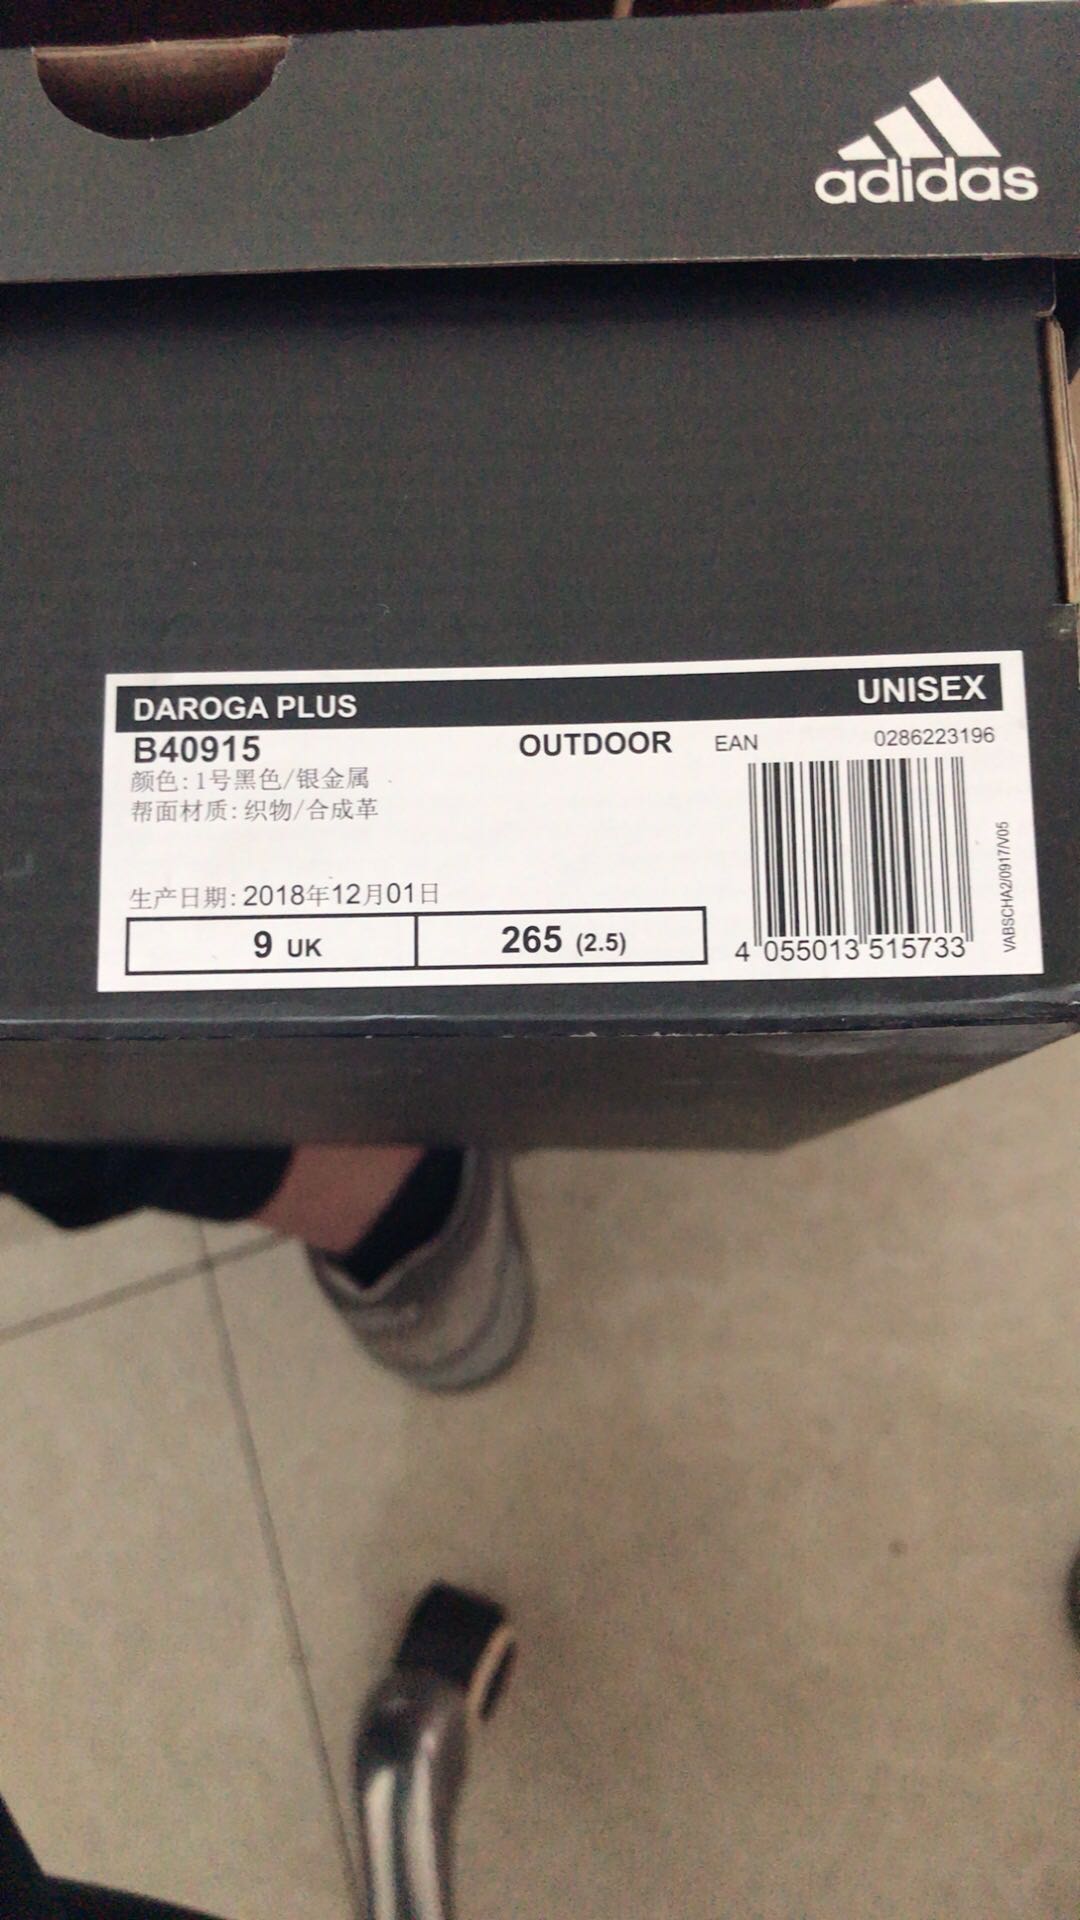 adidas
DAROGA PLUS UNISEX
B40915 OUTDOOR EAN 0286223196
颜色: 1号黑色/银金属
帮面材质: 织物/合成革
生产日期: 2018年12月01日
9 UK 265 (2.5)
4 055013 515733
VABSCHA2/0917/V05